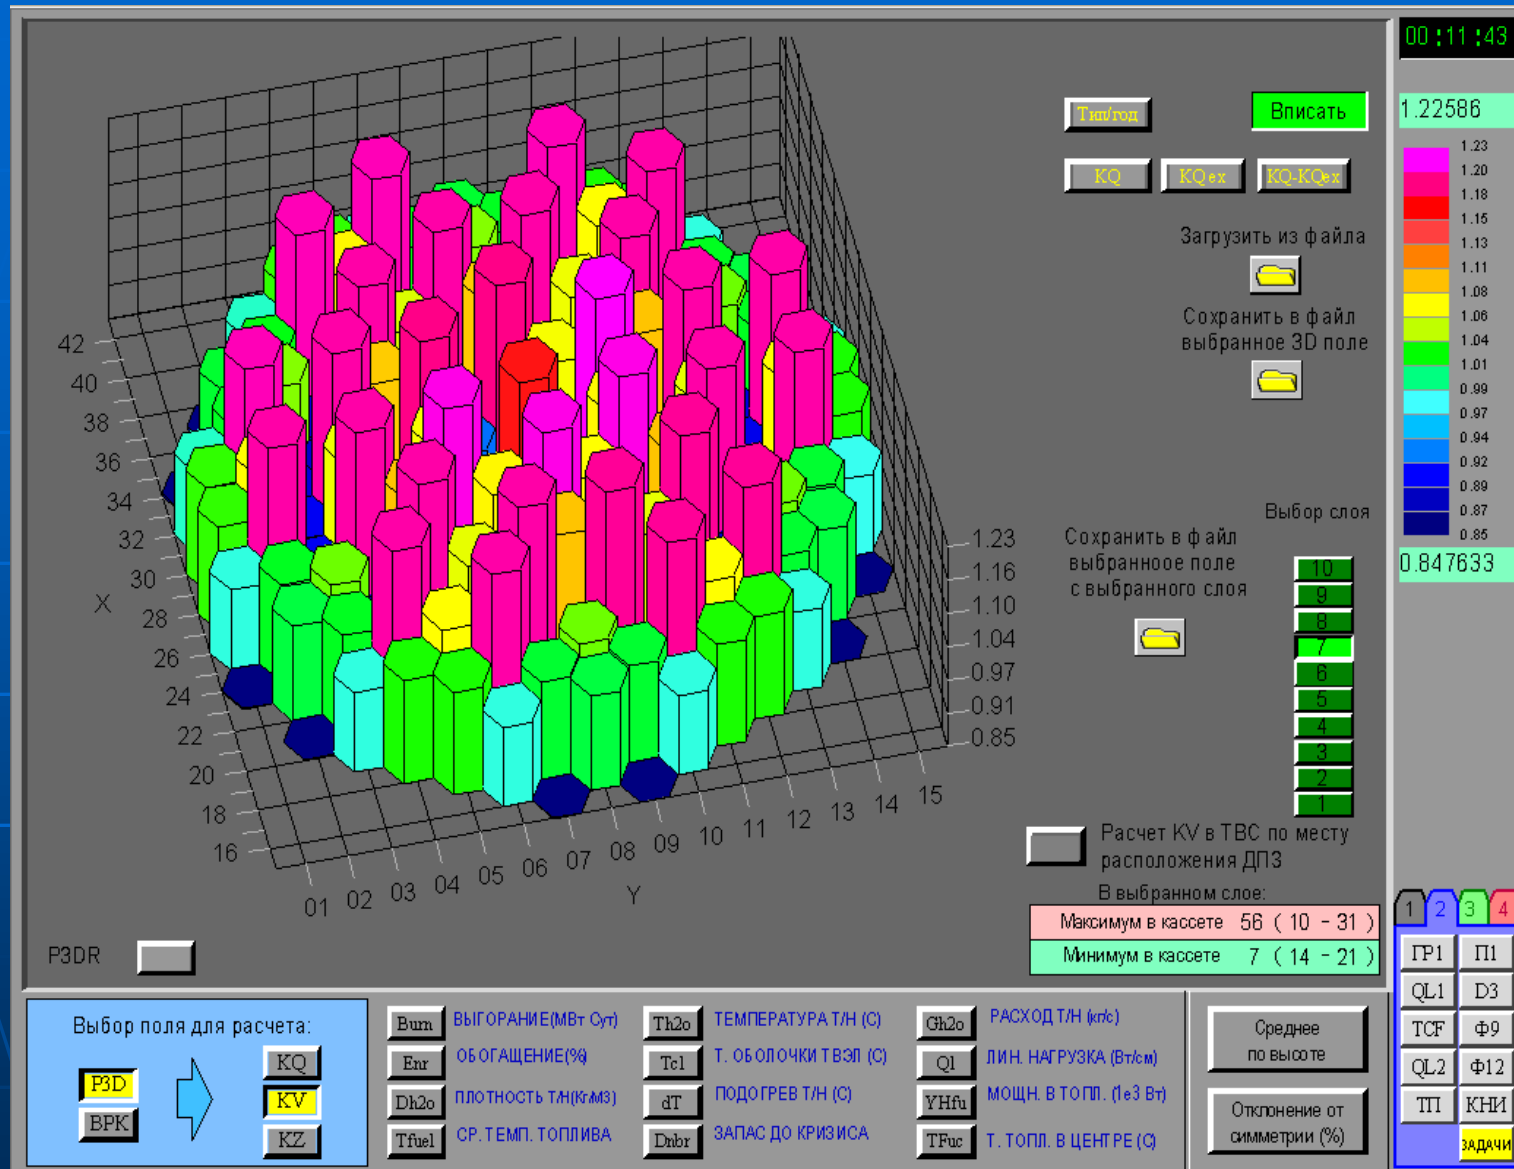 00:11:43
Тип/год
Вписать
1.22586
KQ
KQex
KQ-KQex
1.23
1.20
1.18
1.15
1.13
1.11
1.08
1.06
1.04
1.01
0.99
0.97
0.94
0.92
0.89
0.87
0.85
0.847633
Загрузить из файла
Сохранить в файл
выбранное 3D поле
Выбор слоя
Сохранить в файл
выбранноое поле
с выбранного слоя
10
9
8
7
6
5
4
3
2
1
42
40
38
36
34
32
30
28
26
24
22
20
18
16
X
01
02
03
04
05
06
07
08
09
10
11
12
13
14
15
Y
1.23
1.16
1.10
1.04
0.97
0.91
0.85
Расчет KV в ТВС по месту
расположения ДПЗ
В выбранном слое:
Максимум в кассете 56 ( 10 - 31 )
Минимум в кассете 7 ( 14 - 21 )
P3DR
1 2 3 4
ГР1 П1
QL1 D3
TCF Ф9
QL2 Ф12
ТП КНИ
ЗАДАЧИ
Выбор поля для расчета:
P3D
ВРК
KQ
KV
KZ
Burn ВЫГОРАНИЕ(МВт Сут)
Enr ОБОГАЩЕНИЕ(%)
Dh2o ПЛОТНОСТЬ Т/Н(Кг/М3)
Tfuel СР. ТЕМП. ТОПЛИВА
Th2o ТЕМПЕРАТУРА Т/Н (С)
Tcl Т. ОБОЛОЧКИ ТВЭЛ (С)
dT ПОДОГРЕВ Т/Н (С)
Dnbr ЗАПАС ДО КРИЗИСА
Gh2o РАСХОД Т/Н (кг/с)
Ql ЛИН. НАГРУЗКА (Вт/см)
YHfu МОЩН. В ТОПЛ. (1е3 Вт)
TFuc Т. ТОПЛ. В ЦЕНТРЕ (С)
Среднее
по высоте
Отклонение от
симметрии (%)